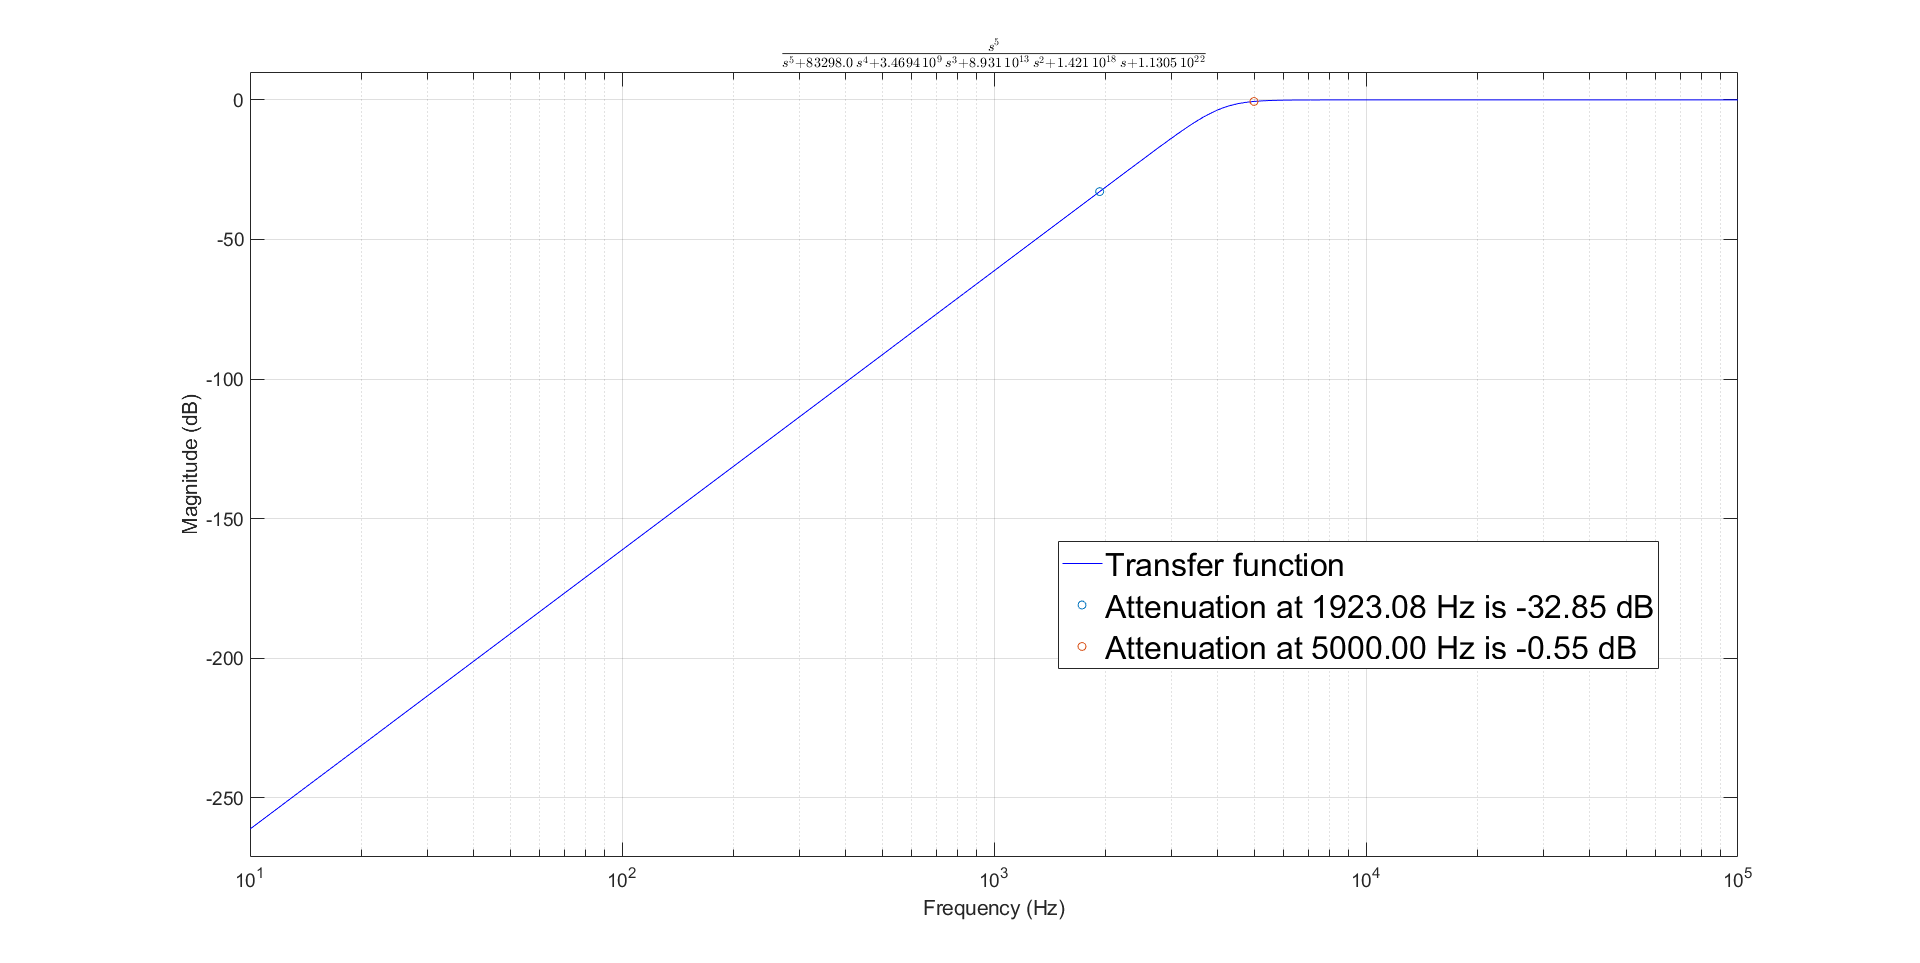 s^5
s^5+83298.0 s^4+3.4694 10^9 s^3+8.931 10^13 s^2+1.421 10^18 s+1.1305 10^22
0
-50
-100
-150
-200
-250
Magnitude (dB)
Transfer function
Attenuation at 1923.08 Hz is -32.85 dB
Attenuation at 5000.00 Hz is -0.55 dB
10^1 10^2 10^3 10^4 10^5
Frequency (Hz)